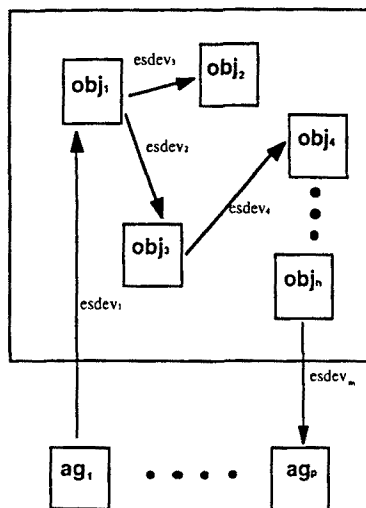 esdev₃
obj₁
obj₂
esdev₂
obj₄
obj₃
esdev₄
objₙ
esdev₁
esdevₘ
ag₁
agₚ